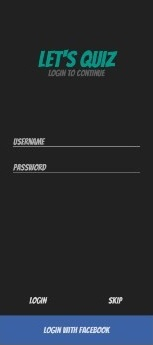 LET'S QUIZ
LOGIN TO CONTINUE
USERNAME
PASSWORD
LOGIN SKIP
LOGIN WITH FACEBOOK